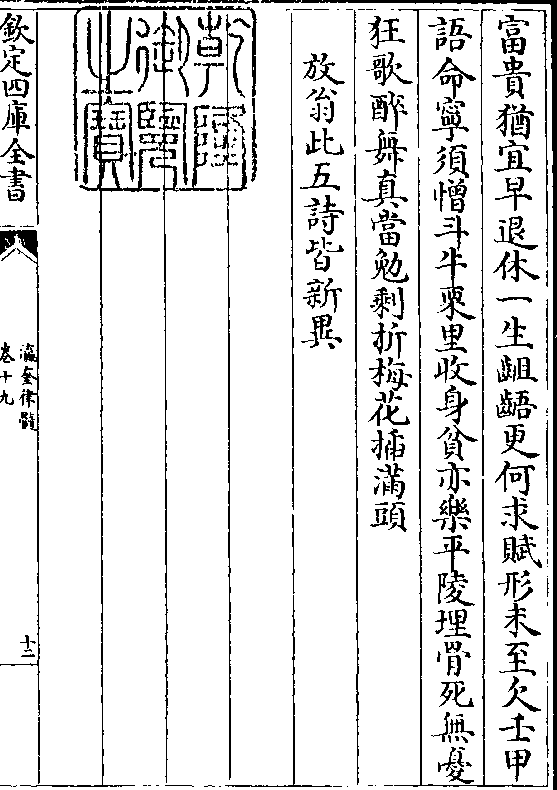 富貴猶宜早退休一生齟齬更何求賦形未至欠壬甲
語命寧須憎斗牛栗里收身貧亦樂平陵埋骨死無憂
狂歌醉舞真當勉剩折梅花揷滿頭
放翁此五詩皆新異
乾隆
御覽
之寶
欽定四庫全書
瀛奎律髓
卷十九
十二